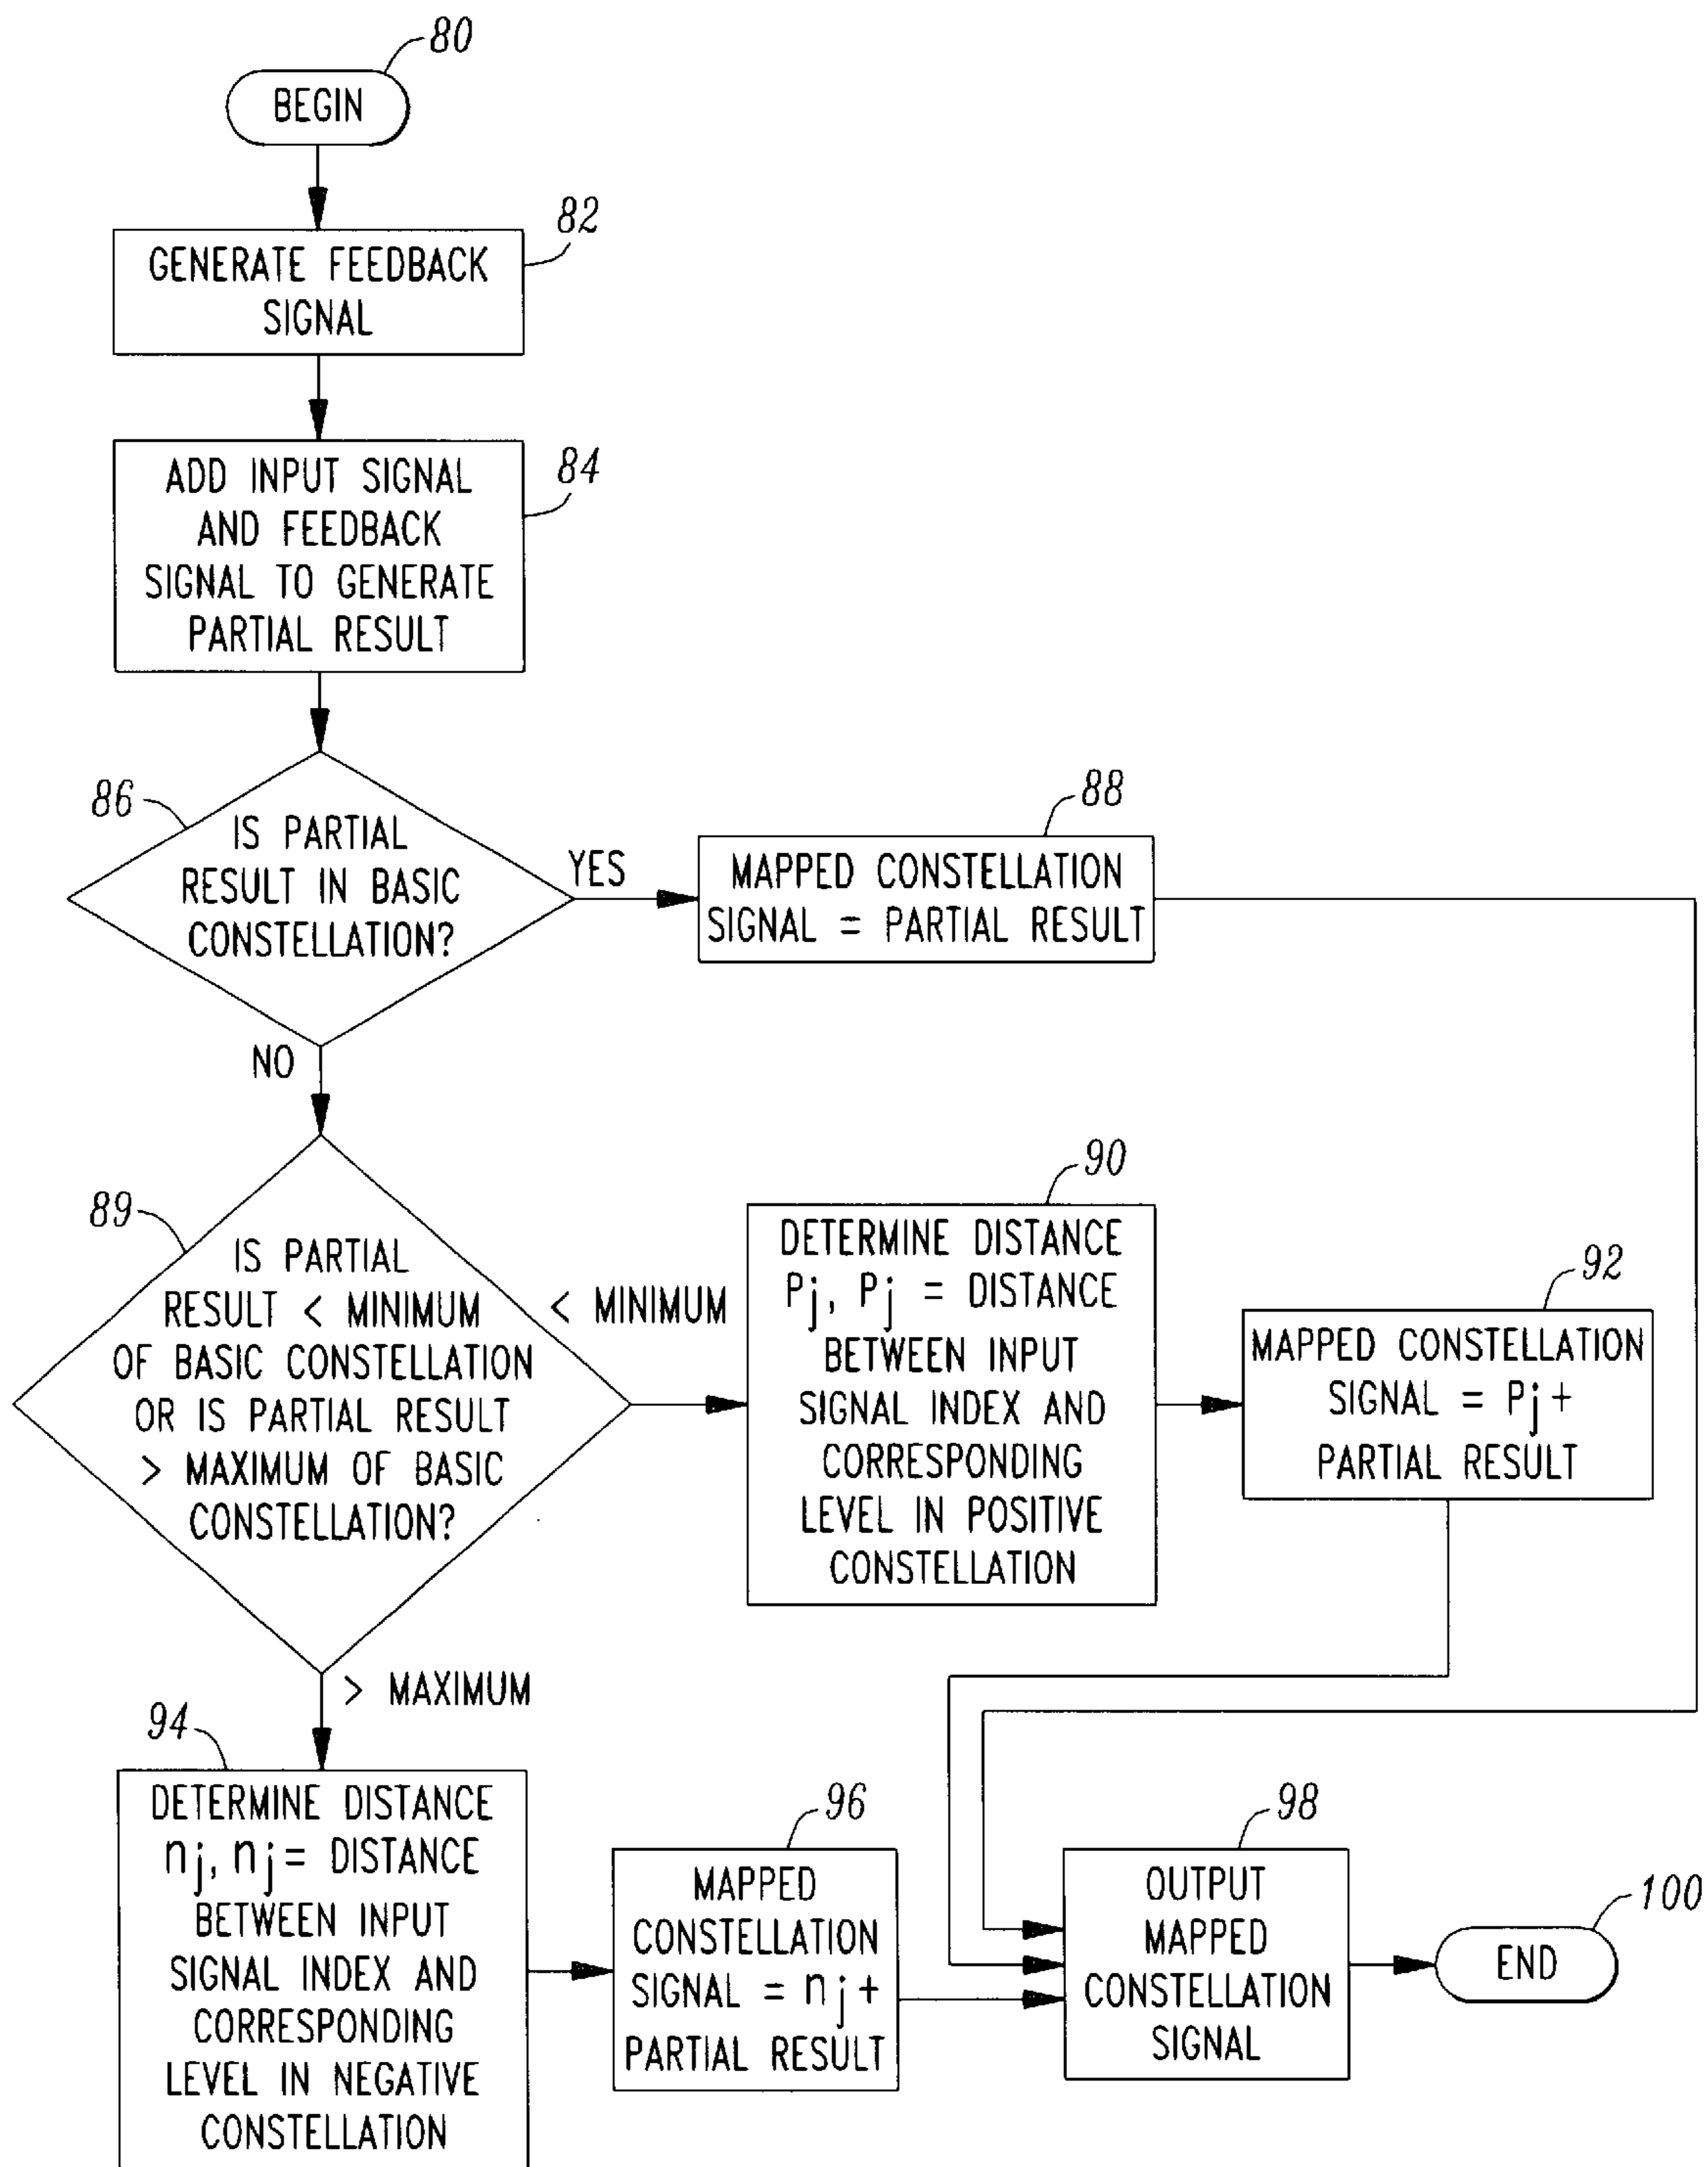 80
BEGIN
82
GENERATE FEEDBACK
SIGNAL
84
ADD INPUT SIGNAL
AND FEEDBACK
SIGNAL TO GENERATE
PARTIAL RESULT
86
IS PARTIAL
RESULT IN BASIC
CONSTELLATION?
YES
88
MAPPED CONSTELLATION
SIGNAL = PARTIAL RESULT
NO
89
IS PARTIAL
RESULT < MINIMUM
OF BASIC CONSTELLATION
OR IS PARTIAL RESULT
> MAXIMUM OF BASIC
CONSTELLATION?
< MINIMUM
90
DETERMINE DISTANCE
Pj, Pj = DISTANCE
BETWEEN INPUT
SIGNAL INDEX AND
CORRESPONDING
LEVEL IN POSITIVE
CONSTELLATION
92
MAPPED CONSTELLATION
SIGNAL = Pj +
PARTIAL RESULT
> MAXIMUM
94
DETERMINE DISTANCE
nj, nj = DISTANCE
BETWEEN INPUT
SIGNAL INDEX AND
CORRESPONDING
LEVEL IN NEGATIVE
CONSTELLATION
96
MAPPED
CONSTELLATION
SIGNAL = nj +
PARTIAL RESULT
98
OUTPUT
MAPPED
CONSTELLATION
SIGNAL
100
END